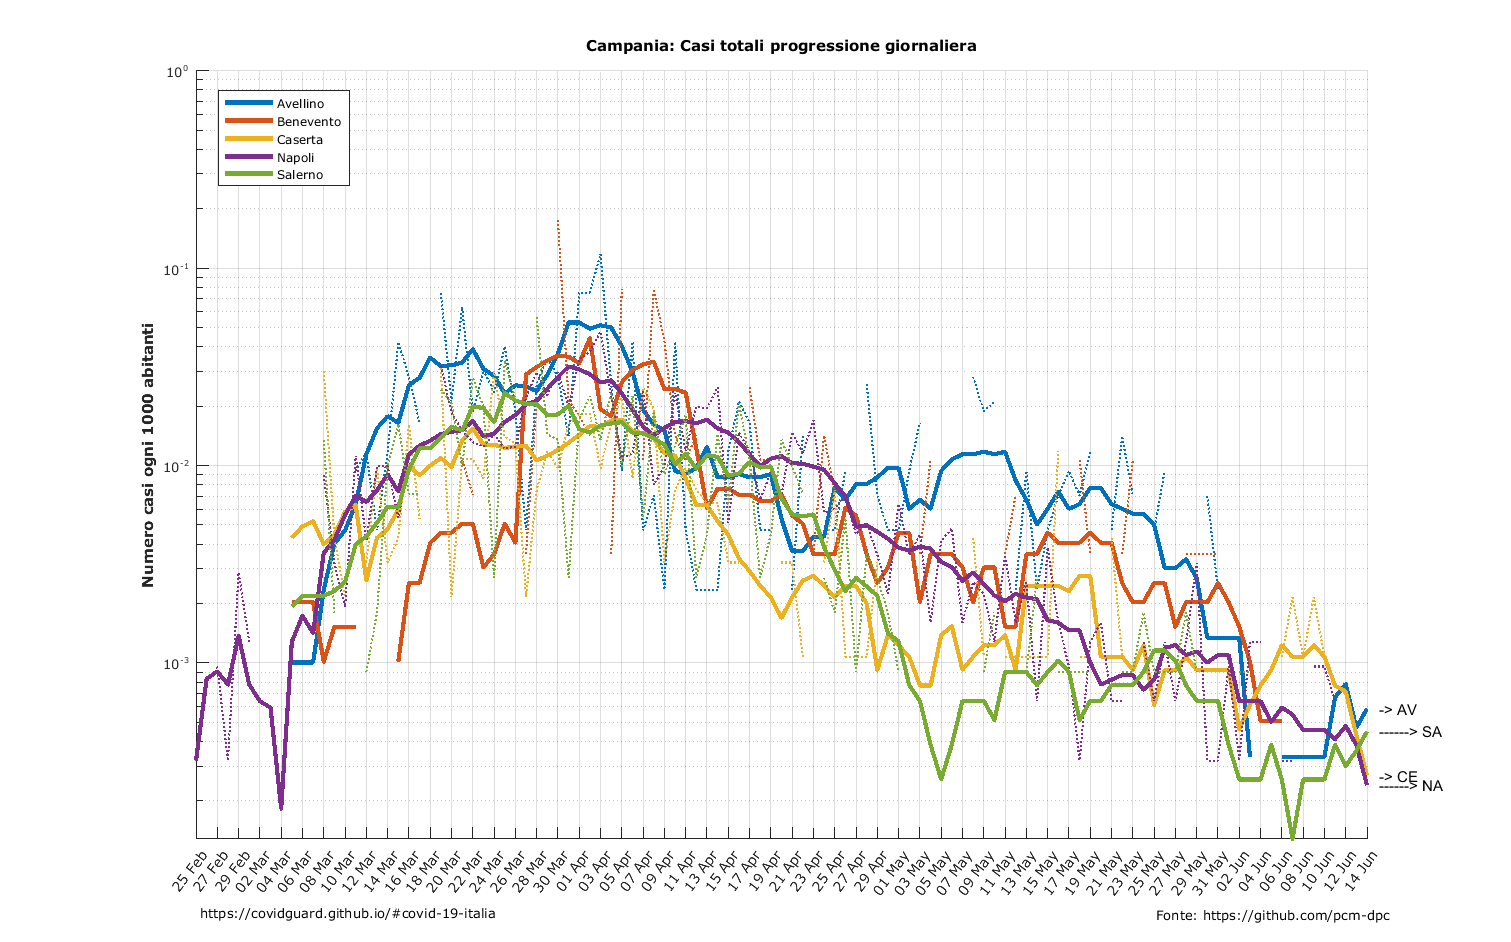 Campania: Casi totali progressione giornaliera
Numero casi ogni 1000 abitanti
10^0
10^-1
10^-2
10^-3
Avellino
Benevento
Caserta
Napoli
Salerno
-> AV
------> SA
-> CE
------> NA
25 Feb
27 Feb
29 Feb
02 Mar
04 Mar
06 Mar
08 Mar
10 Mar
12 Mar
14 Mar
16 Mar
18 Mar
20 Mar
22 Mar
24 Mar
26 Mar
28 Mar
30 Mar
01 Apr
03 Apr
05 Apr
07 Apr
09 Apr
11 Apr
13 Apr
15 Apr
17 Apr
19 Apr
21 Apr
23 Apr
25 Apr
27 Apr
29 Apr
01 May
03 May
05 May
07 May
09 May
11 May
13 May
15 May
17 May
19 May
21 May
23 May
25 May
27 May
29 May
31 May
02 Jun
04 Jun
06 Jun
08 Jun
10 Jun
12 Jun
14 Jun
https://covidguard.github.io/#covid-19-italia
Fonte: https://github.com/pcm-dpc